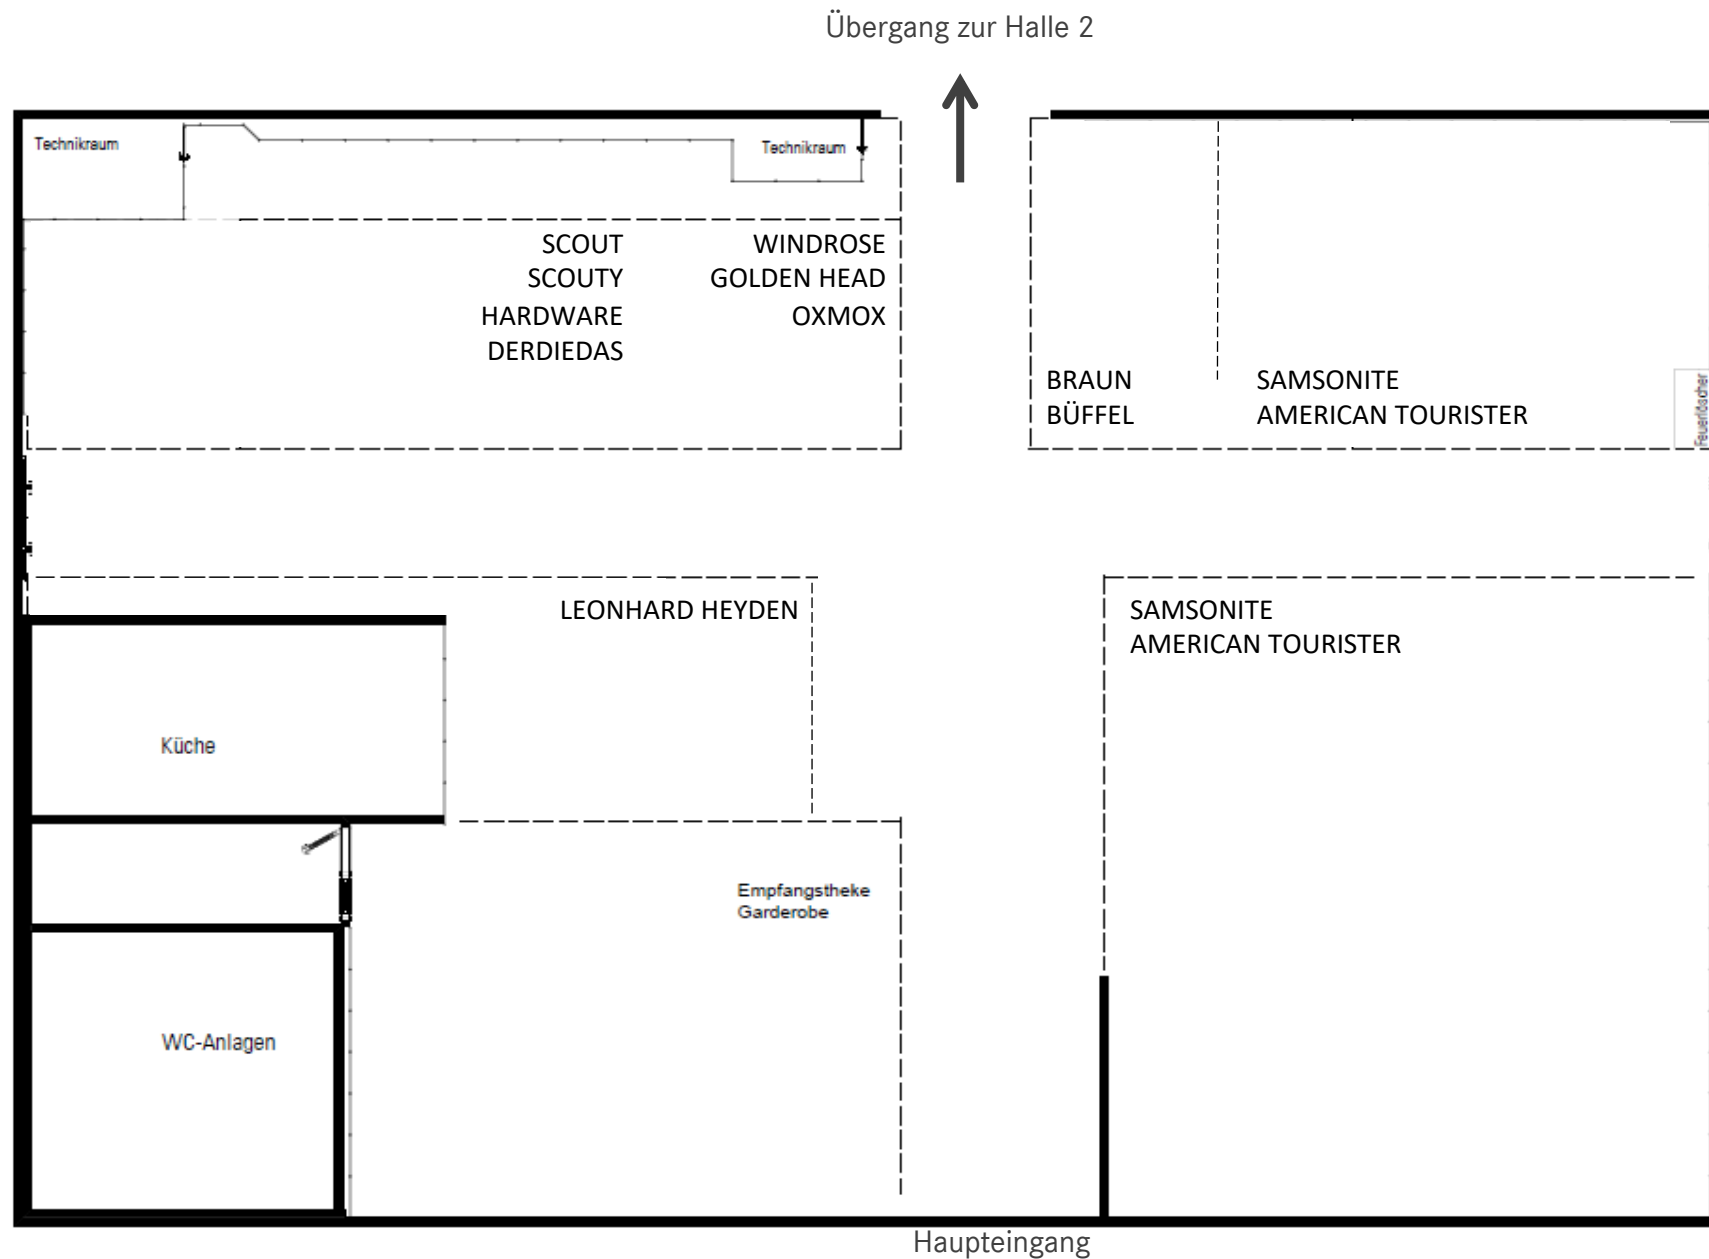 Übergang zur Halle 2
Technikraum
Technikraum
SCOUT
SCOUTY
HARDWARE
DERDIEDAS
WINDROSE
GOLDEN HEAD
OXMOX
BRAUN
BÜFFEL
SAMSONITE
AMERICAN TOURISTER
Feuerlöscher
LEONHARD HEYDEN
SAMSONITE
AMERICAN TOURISTER
Küche
Empfangstheke
Garderobe
WC-Anlagen
Haupteingang